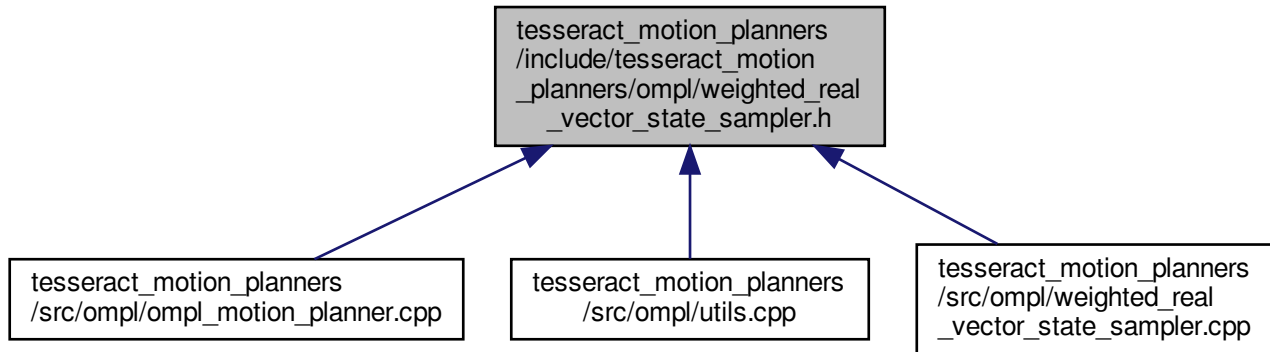 tesseract_motion_planners
/include/tesseract_motion
_planners/ompl/weighted_real
_vector_state_sampler.h
tesseract_motion_planners
/src/ompl/ompl_motion_planner.cpp
tesseract_motion_planners
/src/ompl/utils.cpp
tesseract_motion_planners
/src/ompl/weighted_real
_vector_state_sampler.cpp